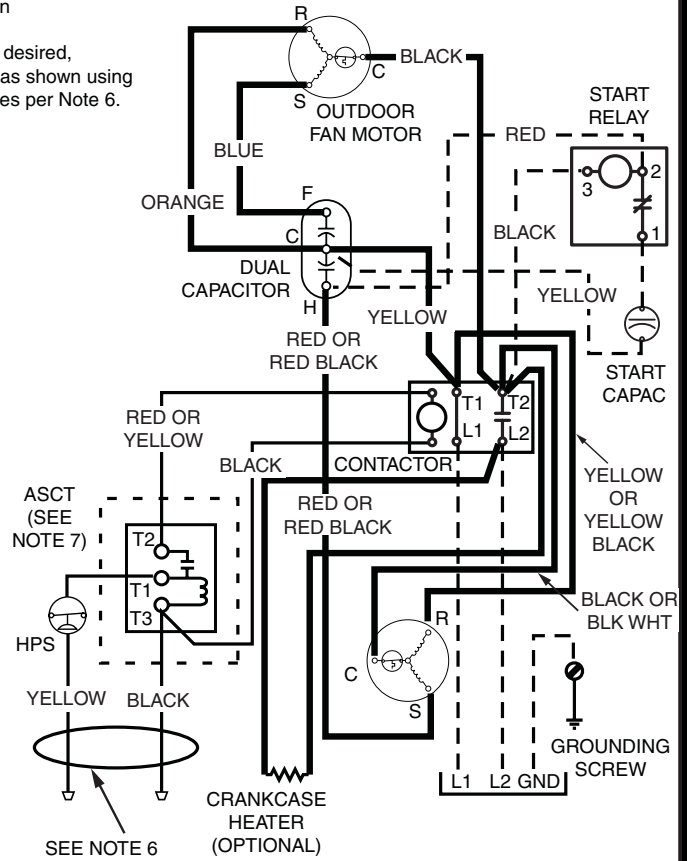 n
desired,
as shown using
es per Note 6.
R
C
S
BLACK
OUTDOOR
FAN MOTOR
START
RELAY
RED
BLUE
ORANGE
F
C
H
DUAL
CAPACITOR
2
3
1
BLACK
YELLOW
YELLOW
START
CAPAC
RED OR
RED BLACK
T1
T2
L1
L2
CONTACTOR
RED OR
YELLOW
BLACK
RED OR
RED BLACK
YELLOW
OR
YELLOW
BLACK
ASCT
(SEE
NOTE 7)
T2
T1
T3
HPS
BLACK OR
BLK WHT
R
C
S
YELLOW
BLACK
GROUNDING
SCREW
L1 L2 GND
CRANKCASE
HEATER
(OPTIONAL)
SEE NOTE 6